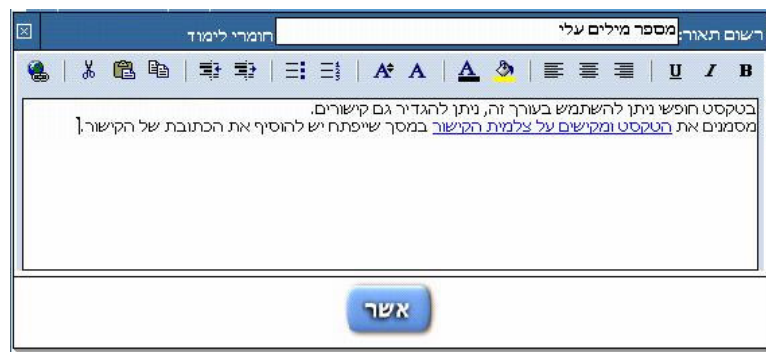 רשום תאור: מספר מילים עלי חומרי לימוד
A A A U I B
בטקסט חופשי ניתן להשתמש בעורך זה, ניתן להגדיר גם קישורים.
מסמנים את הטקסט ומקישים על צלמית הקישור במסך שייפתח יש להוסיף את הכתובת של הקישור.
אשר